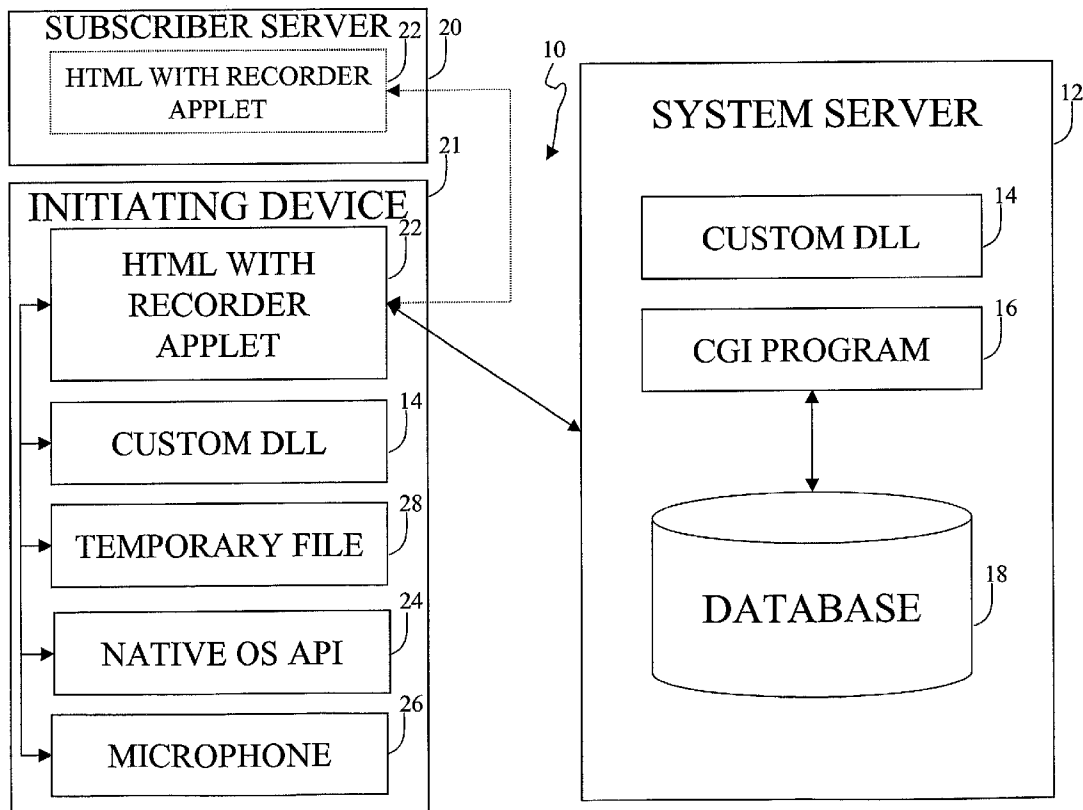 SUBSCRIBER SERVER
22
20
HTML WITH RECORDER
APPLET
21
INITIATING DEVICE
22
HTML WITH
RECORDER
APPLET
14
CUSTOM DLL
28
TEMPORARY FILE
24
NATIVE OS API
26
MICROPHONE
10
12
SYSTEM SERVER
14
CUSTOM DLL
16
CGI PROGRAM
18
DATABASE